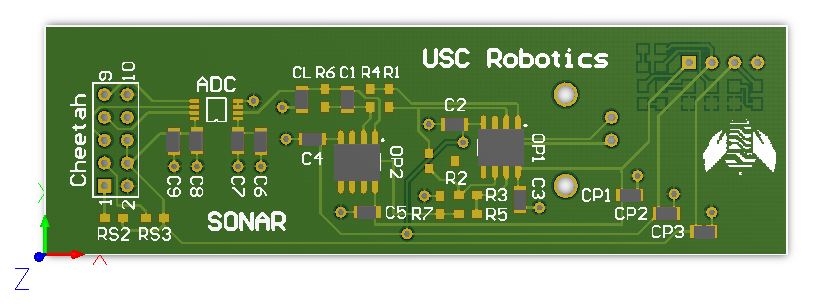 USC Robotics
9
10
ADC
CL R6 C1 R4 R1
C2
Cheetah
C4
OP2
OP1
R2
C9
C8
C7
C6
1
2
SONAR
C5
R7
R3
R5
C3
CP1
CP2
CP3
RS2 RS3
Y
Z
X